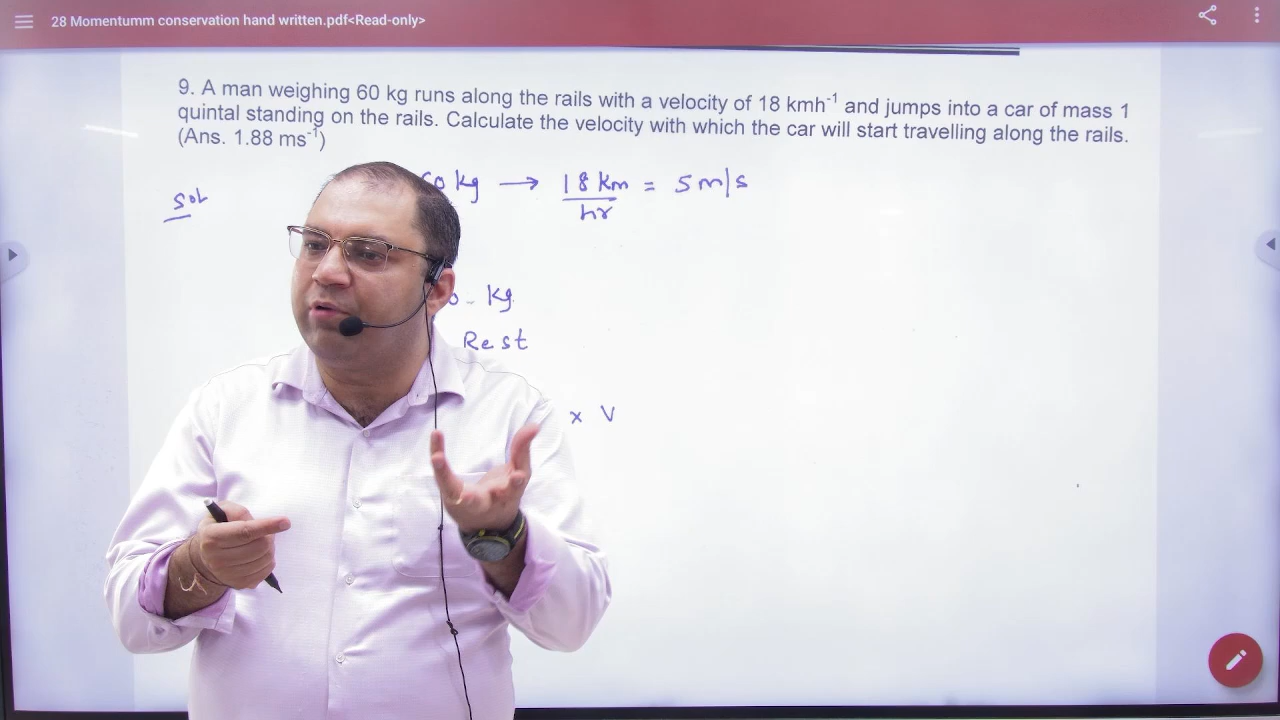 28 Momentumm conservation hand written.pdf<Read-only>
9. A man weighing 60 kg runs along the rails with a velocity of 18 kmh⁻¹ and jumps into a car of mass 1
quintal standing on the rails. Calculate the velocity with which the car will start travelling along the rails.
(Ans. 1.88 ms⁻¹)
Sol
60 kg → 18 km/hr = 5 m/s
kg
Rest
x V